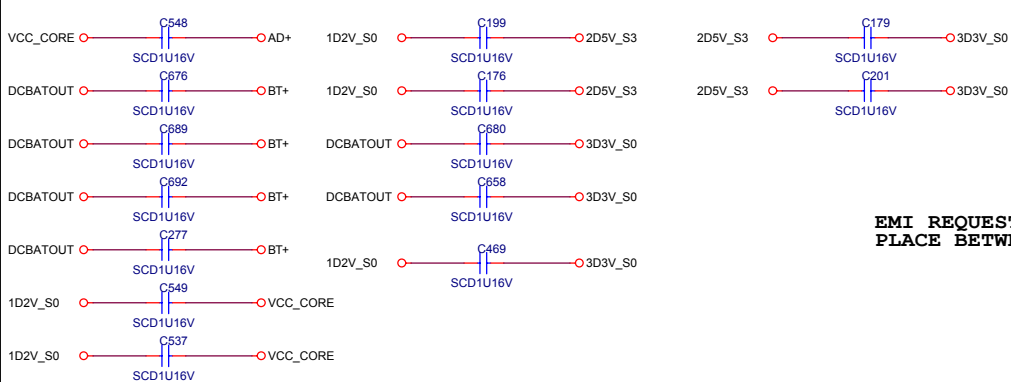 C548
VCC_CORE AD+
SCD1U16V
C676
DCBATOUT BT+
SCD1U16V
C689
DCBATOUT BT+
SCD1U16V
C692
DCBATOUT BT+
SCD1U16V
C277
DCBATOUT BT+
SCD1U16V
C549
1D2V_S0 VCC_CORE
SCD1U16V
C537
1D2V_S0 VCC_CORE
SCD1U16V
C199
1D2V_S0 2D5V_S3
SCD1U16V
C176
1D2V_S0 2D5V_S3
SCD1U16V
C680
DCBATOUT 3D3V_S0
SCD1U16V
C658
DCBATOUT 3D3V_S0
SCD1U16V
C469
1D2V_S0 3D3V_S0
SCD1U16V
C179
2D5V_S3 3D3V_S0
SCD1U16V
C201
2D5V_S3 3D3V_S0
SCD1U16V
EMI REQUEST
PLACE